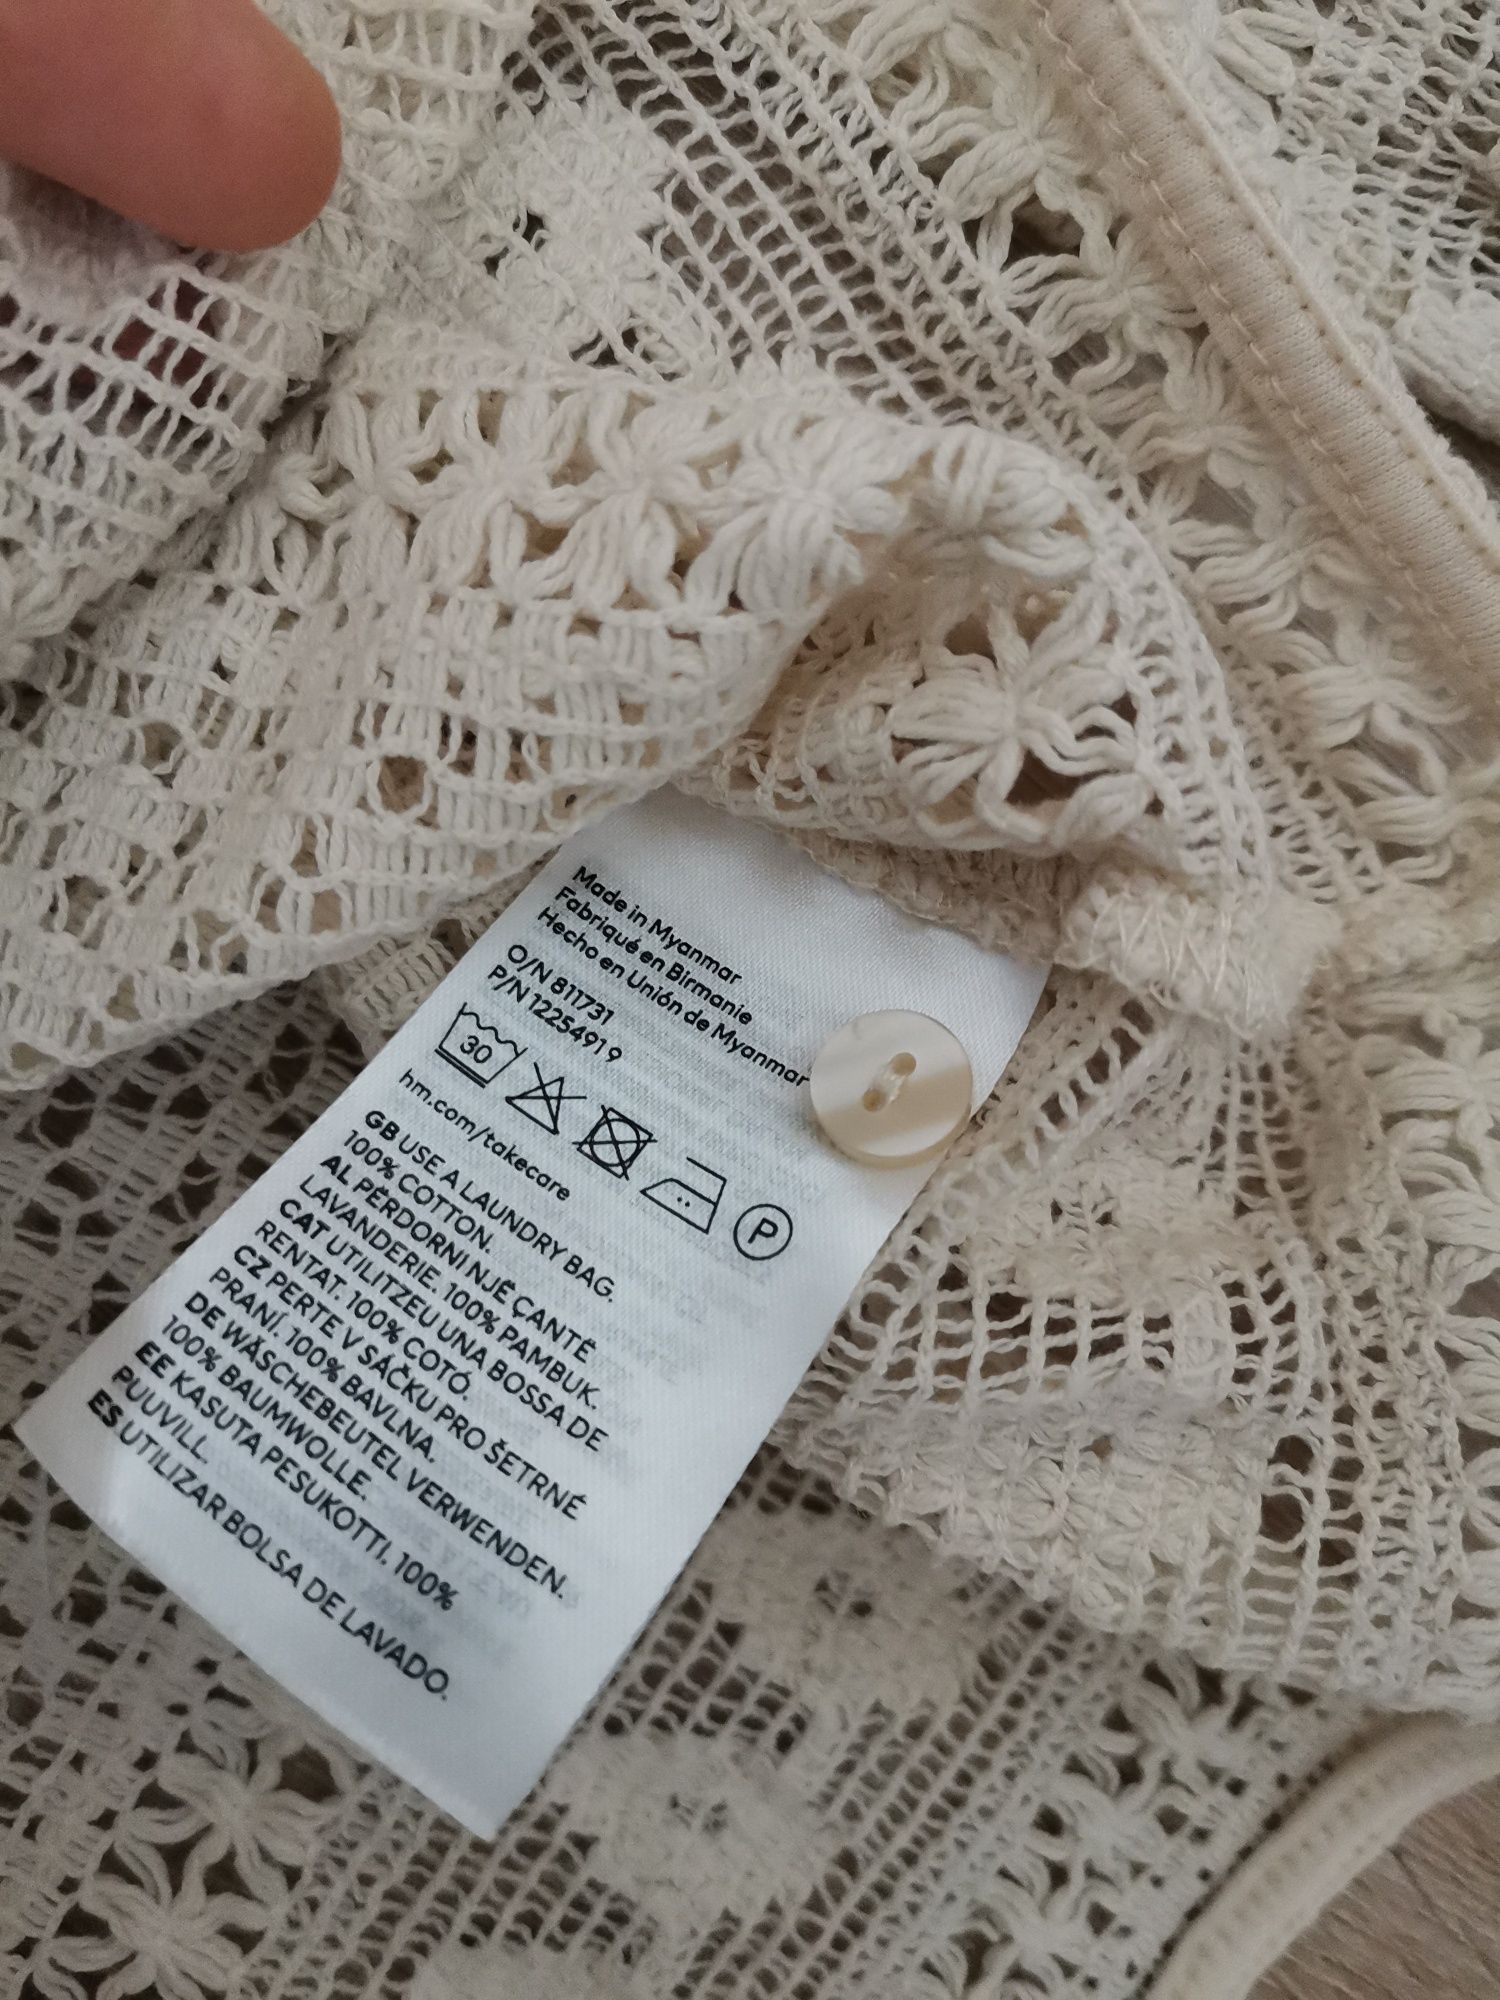 Made in Myanmar
Fabriqué en Birmanie
Hecho en Unión de Myanmar
O/N 811731
P/N 1225491 9
30
P
hm.com/takecare
GB USE A LAUNDRY BAG.
100% COTTON.
AL PËRDORNI NJË ÇANTË
LAVANDERIE. 100% PAMBUK.
CAT UTILITZEU UNA BOSSA DE
RENTAT. 100% COTÓ.
CZ PERTE V SÁČKU PRO ŠETRNÉ
PRANÍ. 100% BAVLNA.
DE WÄSCHEBEUTEL VERWENDEN.
100% BAUMWOLLE.
EE KASUTA PESUKOTTI. 100%
PUUVILL.
ES UTILIZAR BOLSA DE LAVADO.